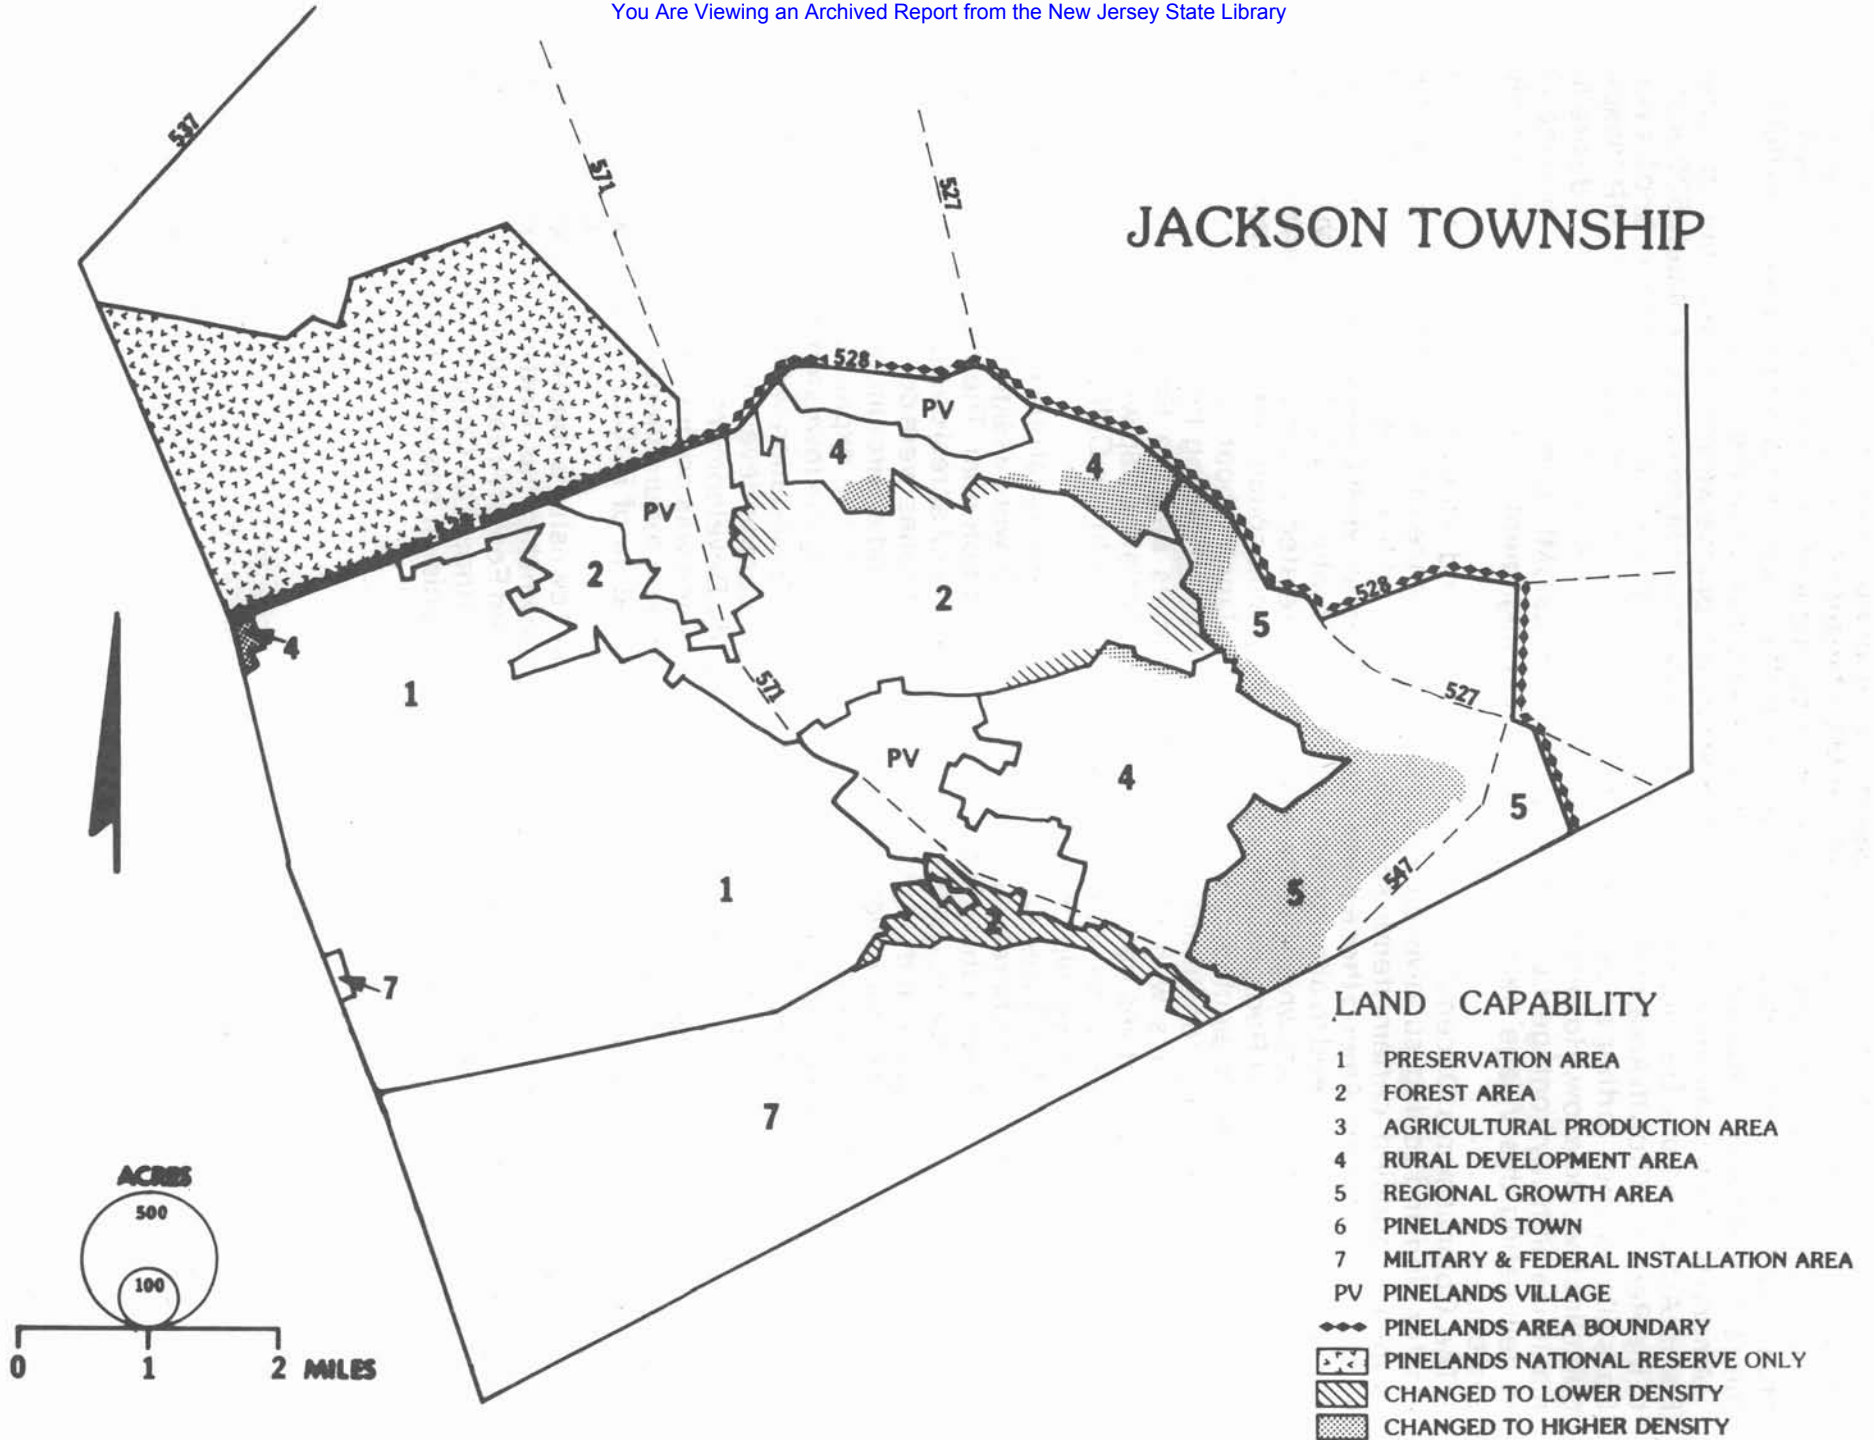 You Are Viewing an Archived Report from the New Jersey State Library
537
571
527
JACKSON TOWNSHIP
528
PV
4
4
PV
2
2
528
5
4
1
571
527
PV
4
5
547
1
5
2
7
LAND CAPABILITY
1 PRESERVATION AREA
2 FOREST AREA
3 AGRICULTURAL PRODUCTION AREA
4 RURAL DEVELOPMENT AREA
5 REGIONAL GROWTH AREA
6 PINELANDS TOWN
7 MILITARY & FEDERAL INSTALLATION AREA
PV PINELANDS VILLAGE
PINELANDS AREA BOUNDARY
PINELANDS NATIONAL RESERVE ONLY
CHANGED TO LOWER DENSITY
CHANGED TO HIGHER DENSITY
7
ACRES
500
100
0 1 2 MILES